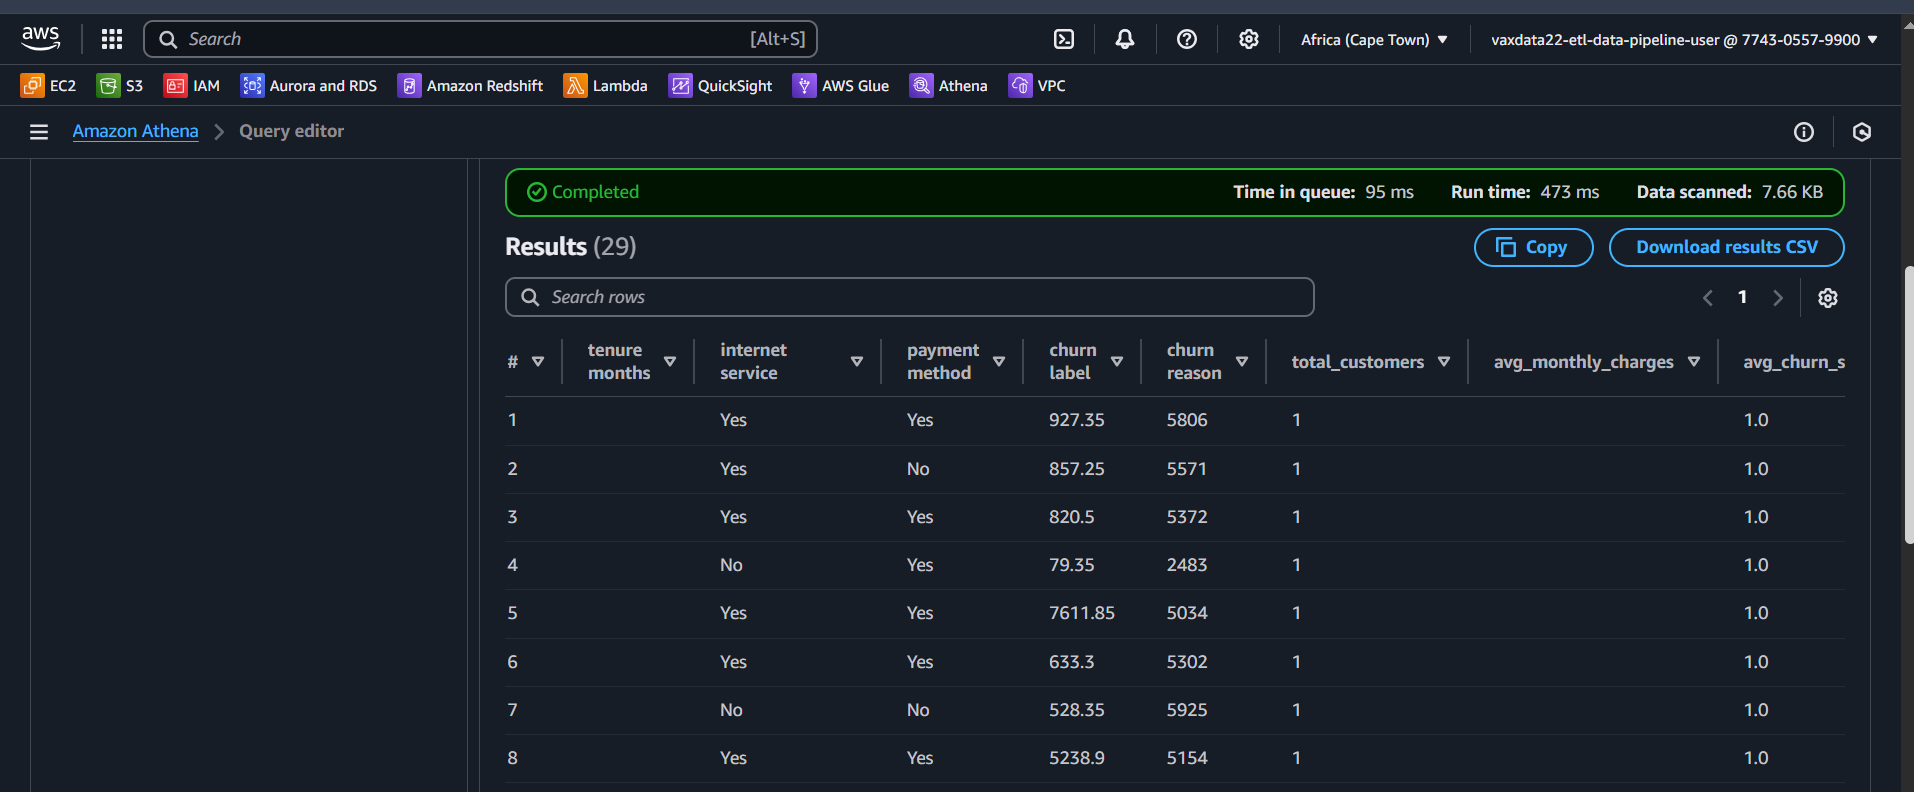 aws Search [Alt+S] Africa (Cape Town) vaxdata22-etl-data-pipeline-user @ 7743-0557-9900
EC2 S3 IAM Aurora and RDS Amazon Redshift Lambda QuickSight AWS Glue Athena VPC
Amazon Athena Query editor
Completed Time in queue: 95 ms Run time: 473 ms Data scanned: 7.66 KB
Results (29) Copy Download results CSV
Search rows 1
# tenure months internet service payment method churn label churn reason total_customers avg_monthly_charges avg_churn_s
1 Yes Yes 927.35 5806 1 1.0
2 Yes No 857.25 5571 1 1.0
3 Yes Yes 820.5 5372 1 1.0
4 No Yes 79.35 2483 1 1.0
5 Yes Yes 7611.85 5034 1 1.0
6 Yes Yes 633.3 5302 1 1.0
7 No No 528.35 5925 1 1.0
8 Yes Yes 5238.9 5154 1 1.0